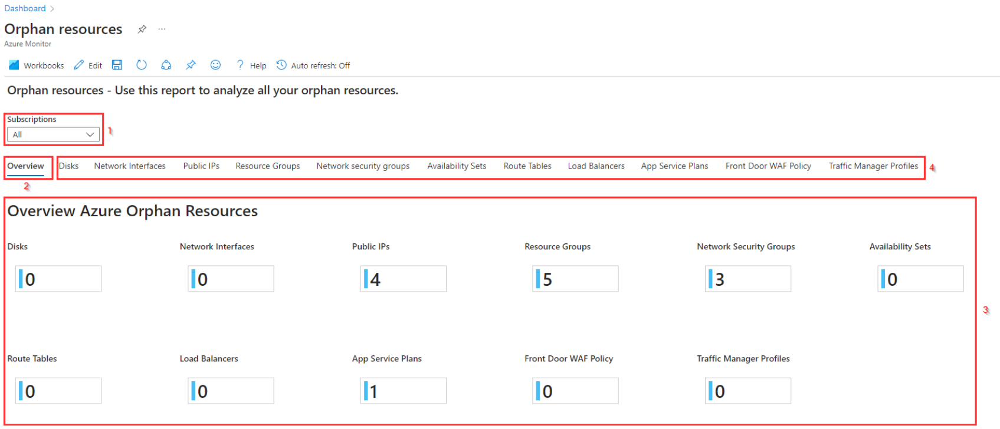 Dashboard >
Orphan resources ...
Azure Monitor
Workbooks Edit ? Help Auto refresh: Off
Orphan resources - Use this report to analyze all your orphan resources.
Subscriptions
All
1
Overview Disks Network Interfaces Public IPs Resource Groups Network security groups Availability Sets Route Tables Load Balancers App Service Plans Front Door WAF Policy Traffic Manager Profiles 4
2
Overview Azure Orphan Resources
Disks Network Interfaces Public IPs Resource Groups Network Security Groups Availability Sets
0 0 4 5 3 0
3
Route Tables Load Balancers App Service Plans Front Door WAF Policy Traffic Manager Profiles
0 0 1 0 0